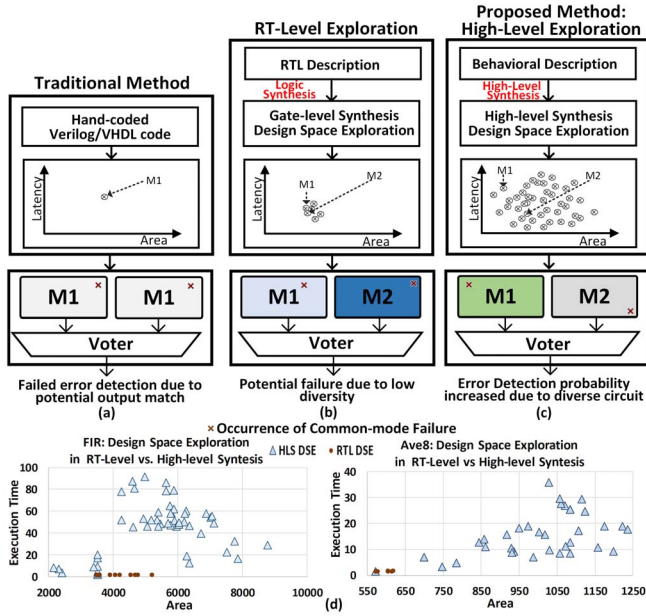 Traditional Method
Hand-coded
Verilog/VHDL code
Latency
M1
Area
M1
M1
Voter
Failed error detection due to
potential output match
(a)
RT-Level Exploration
RTL Description
Logic
Synthesis
Gate-level Synthesis
Design Space Exploration
Latency
M1
M2
Area
M1
M2
Voter
Potential failure due to low
diversity
(b)
Proposed Method:
High-Level Exploration
Behavioral Description
High-Level
Synthesis
High-level Synthesis
Design Space Exploration
Latency
M1
M2
Area
M1
M2
Voter
Error Detection probability
increased due to diverse circuit
(c)
× Occurrence of Common-mode Failure
FIR: Design Space Exploration
in RT-Level vs. High-level Syntesis
HLS DSE
RTL DSE
Ave8: Design Space Exploration
in RT-Level vs High-level Syntesis
Execution Time
100
80
60
40
20
0
2000
4000
6000
8000
10000
Area
(d)
Execution Time
40
30
20
10
0
550
650
750
850
950
1050
1150
1250
Area